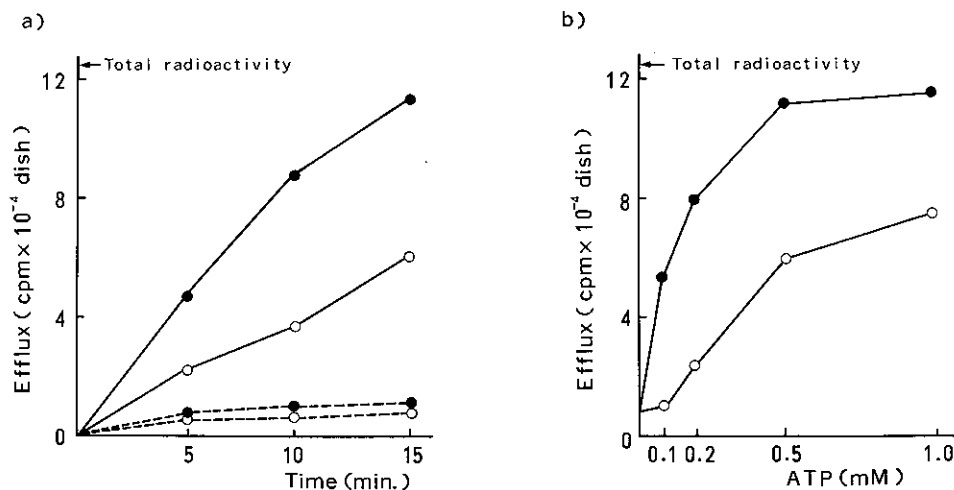 a)
Total radioactivity
12
8
4
0
Efflux (cpm × 10⁻⁴ dish)
5 10 15
Time (min.)
b)
Total radioactivity
12
8
4
0
Efflux (cpm × 10⁻⁴ dish)
0.1 0.2 0.5 1.0
ATP (mM)